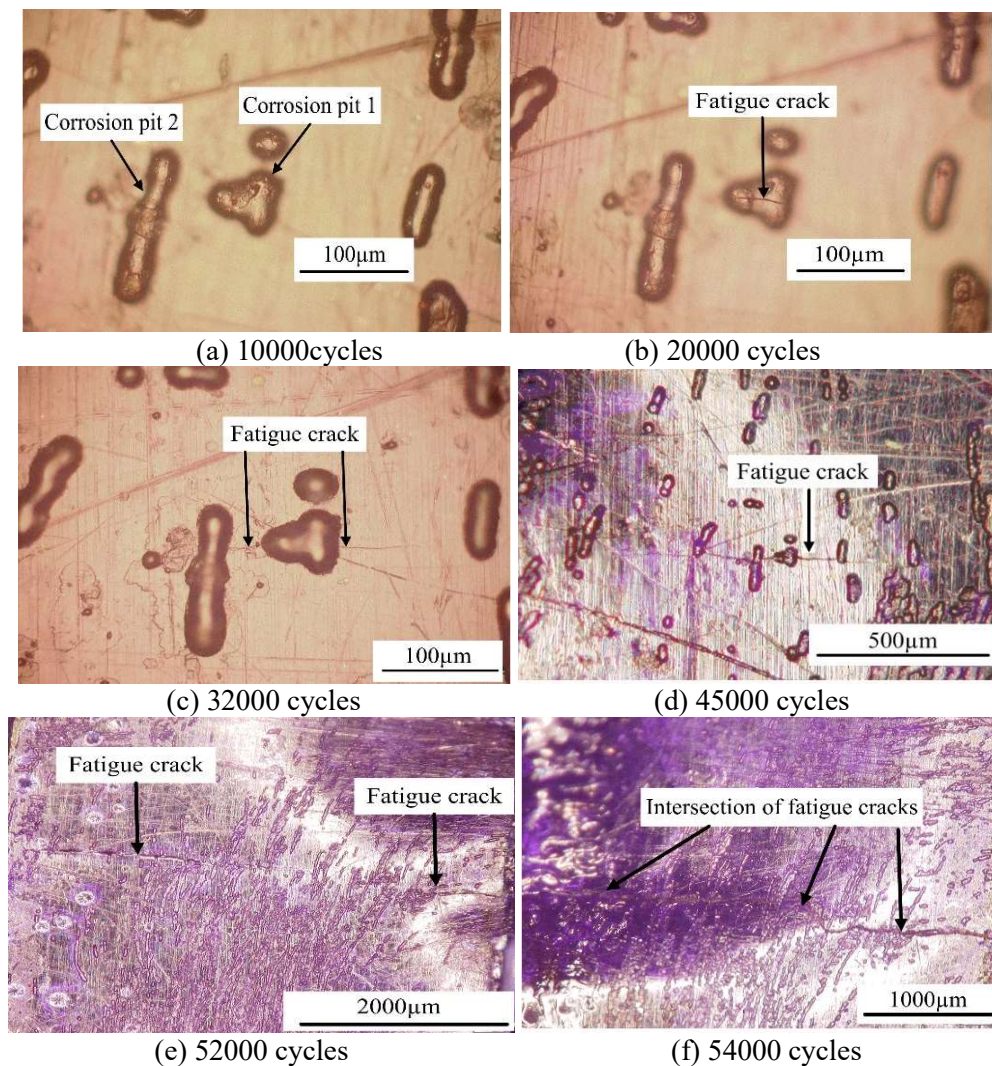 Corrosion pit 1
Corrosion pit 2
100µm
Fatigue crack
100µm
(a) 10000cycles
(b) 20000 cycles
Fatigue crack
100µm
Fatigue crack
500µm
(c) 32000 cycles
(d) 45000 cycles
Fatigue crack
Fatigue crack
2000µm
Intersection of fatigue cracks
1000µm
(e) 52000 cycles
(f) 54000 cycles